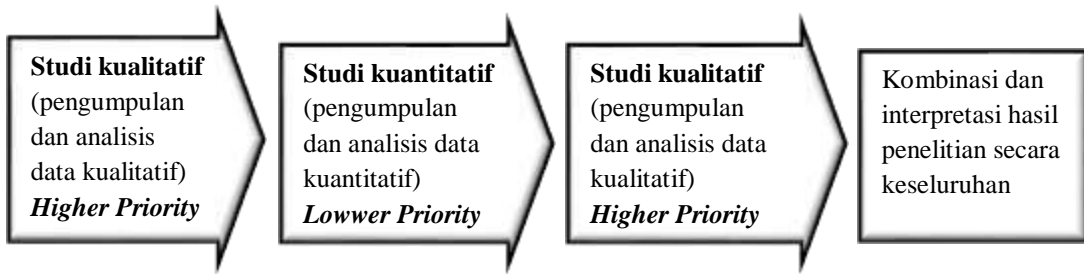 Studi kualitatif
(pengumpulan
dan analisis
data kualitatif)
Higher Priority
Studi kuantitatif
(pengumpulan
dan analisis data
kuantitatif)
Lowwer Priority
Studi kualitatif
(pengumpulan
dan analisis data
kualitatif)
Higher Priority
Kombinasi dan
interpretasi hasil
penelitian secara
keseluruhan